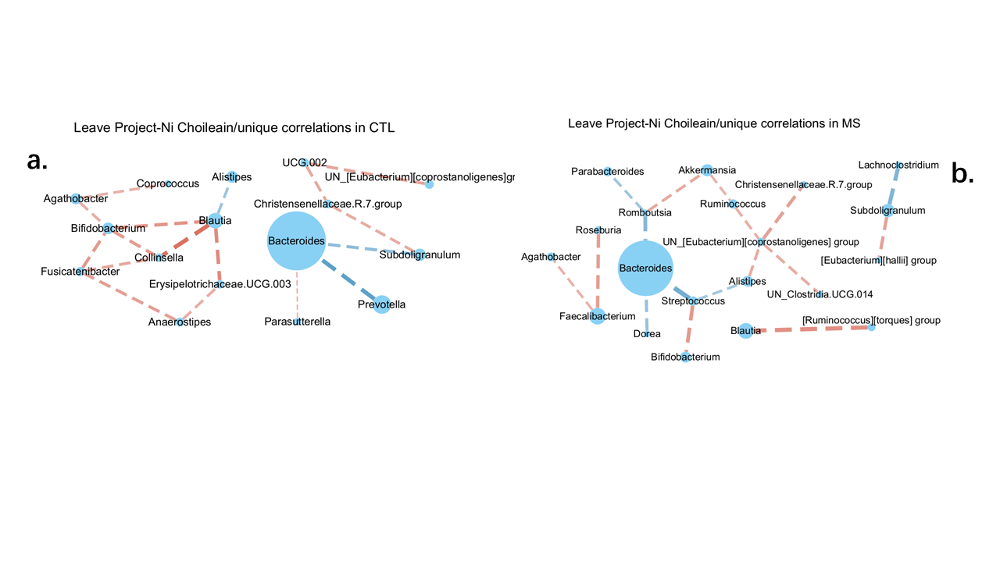 Leave Project-Ni Choileain/unique correlations in CTL
a.
UCG.002
Alistipes
UN_[Eubacterium][coprostanoligenes]gr
Coprococcus
Agathobacter
Christensenellaceae.R.7.group
Blautia
Bifidobacterium
Bacteroides
Subdoligranulum
Collinsella
Fusicatenibacter
Erysipelotrichaceae.UCG.003
Prevotella
Anaerostipes
Parasutterella
Leave Project-Ni Choileain/unique correlations in MS
b.
Lachnoclostridium
Parabacteroides
Akkermansia
Christensenellaceae.R.7.group
Ruminococcus
Subdoligranulum
Romboutsia
Roseburia
UN_[Eubacterium][coprostanoligenes] group
Agathobacter
[Eubacterium][hallii] group
Bacteroides
Alistipes
UN_Clostridia.UCG.014
Streptococcus
Faecalibacterium
[Ruminococcus][torques] group
Blautia
Dorea
Bifidobacterium